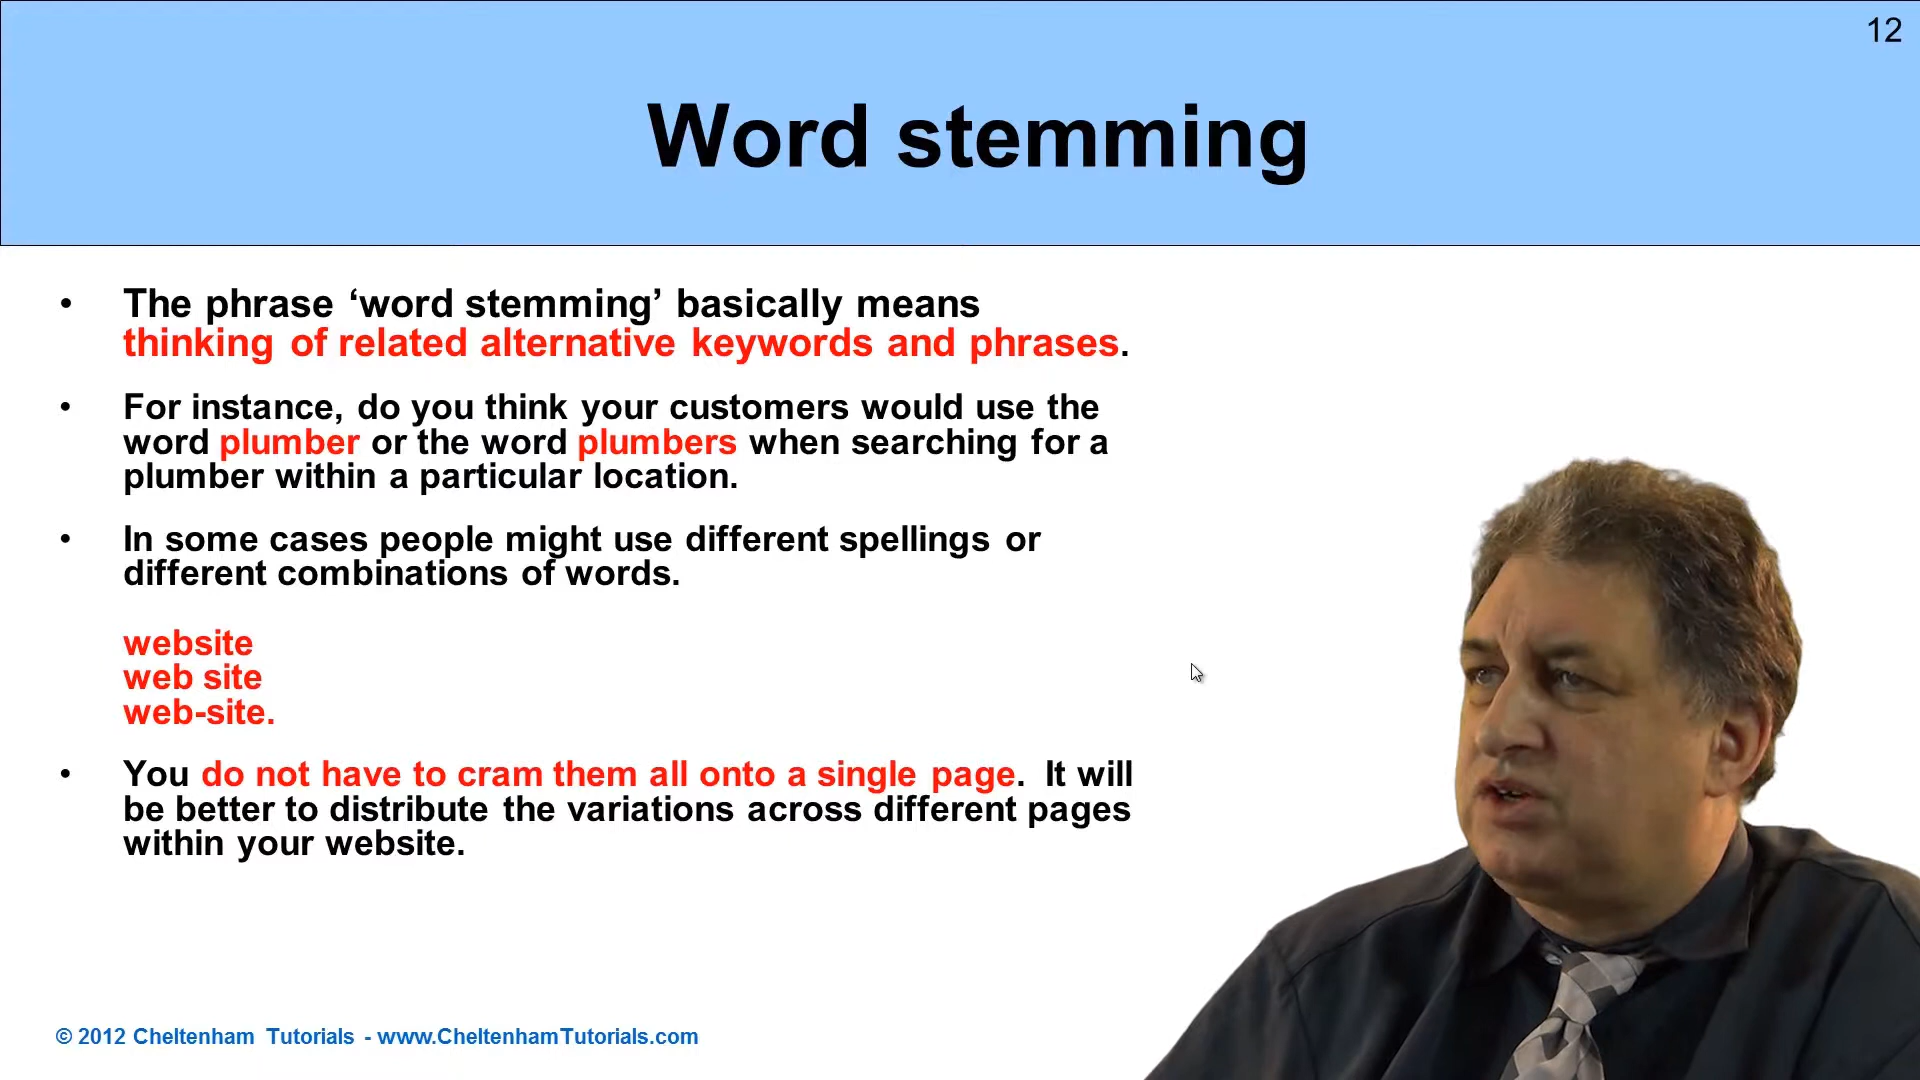 12
Word stemming
• The phrase ‘word stemming’ basically means
thinking of related alternative keywords and phrases.
• For instance, do you think your customers would use the
word plumber or the word plumbers when searching for a
plumber within a particular location.
• In some cases people might use different spellings or
different combinations of words.
website
web site
web-site.
• You do not have to cram them all onto a single page. It will
be better to distribute the variations across different pages
within your website.
© 2012 Cheltenham Tutorials - www.CheltenhamTutorials.com